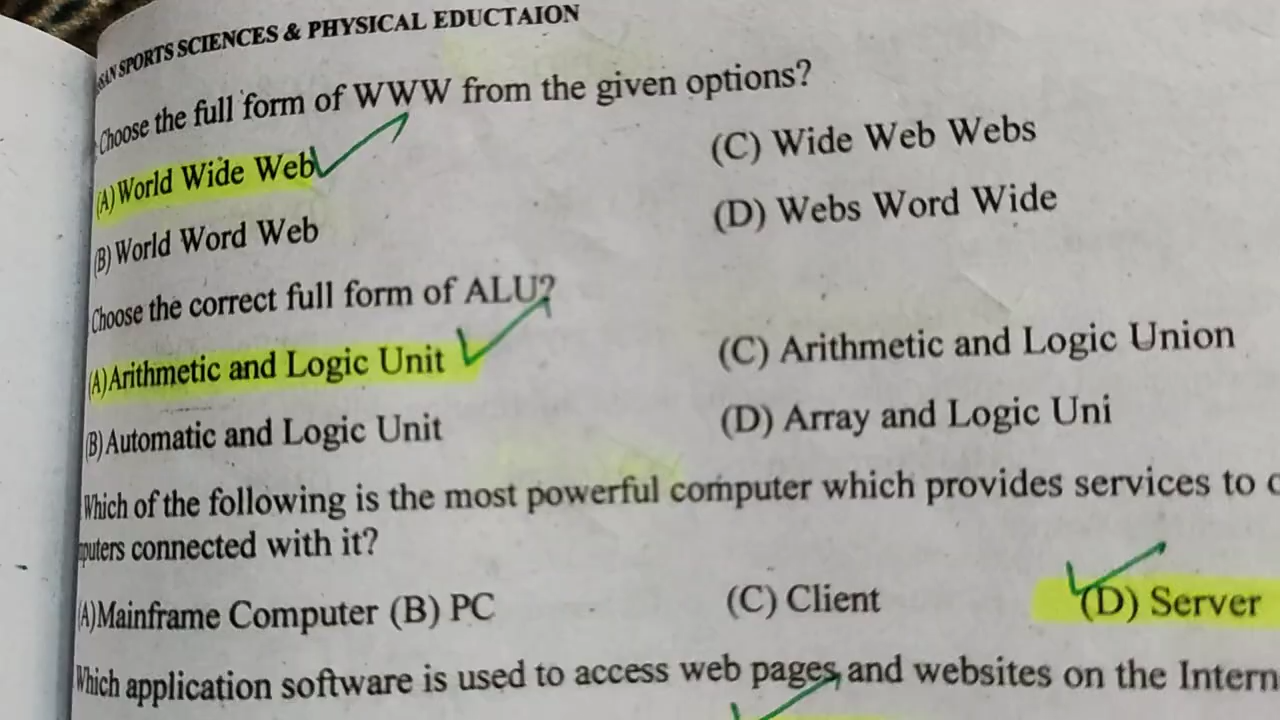 SPORTS SCIENCES & PHYSICAL EDUCTAION
Choose the full form of WWW from the given options?
(A) World Wide Web
(C) Wide Web Webs
(B) World Word Web
(D) Webs Word Wide
Choose the correct full form of ALU?
(A) Arithmetic and Logic Unit
(C) Arithmetic and Logic Union
(B) Automatic and Logic Unit
(D) Array and Logic Uni
Which of the following is the most powerful computer which provides services to
puters connected with it?
(A) Mainframe Computer (B) PC (C) Client (D) Server
Which application software is used to access web pages and websites on the Intern